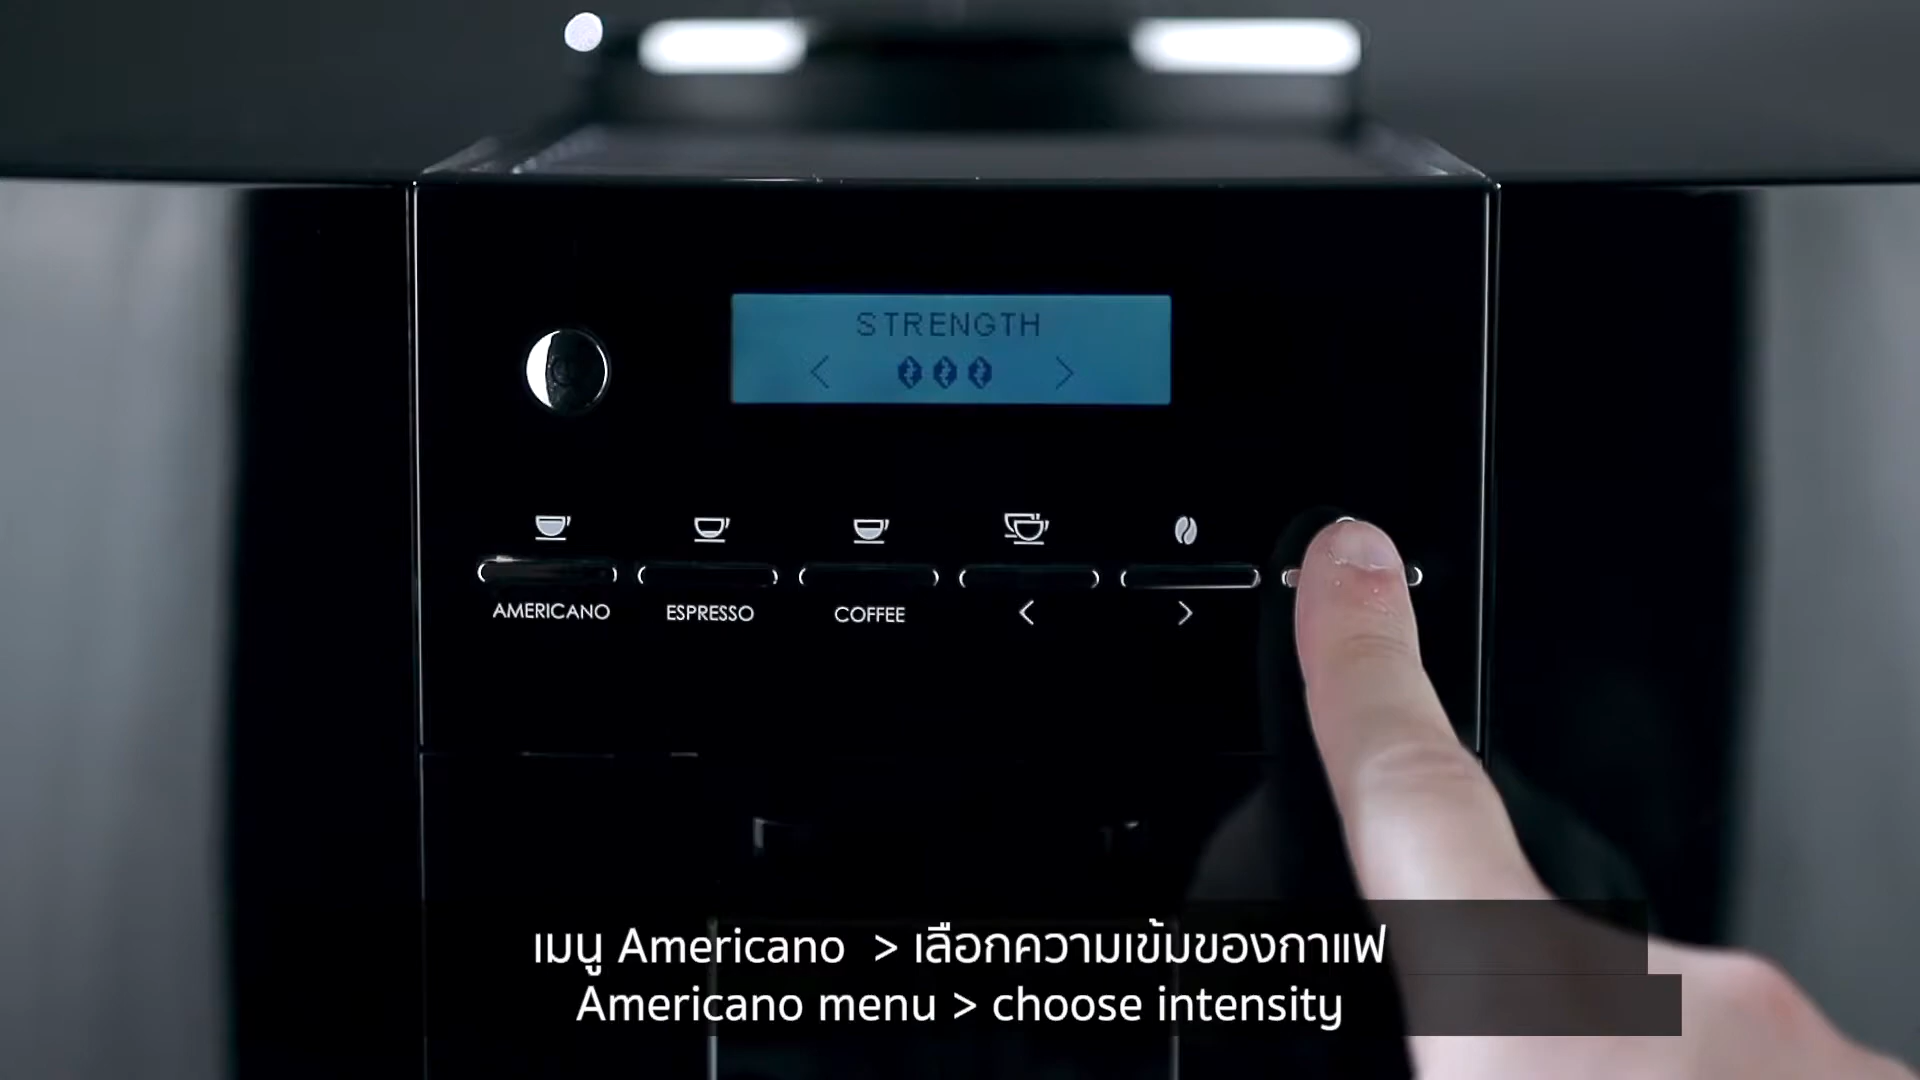 STRENGTH
< >
AMERICANO ESPRESSO COFFEE < >
เมนู Americano > เลือกความเข้มของกาแฟ
Americano menu > choose intensity